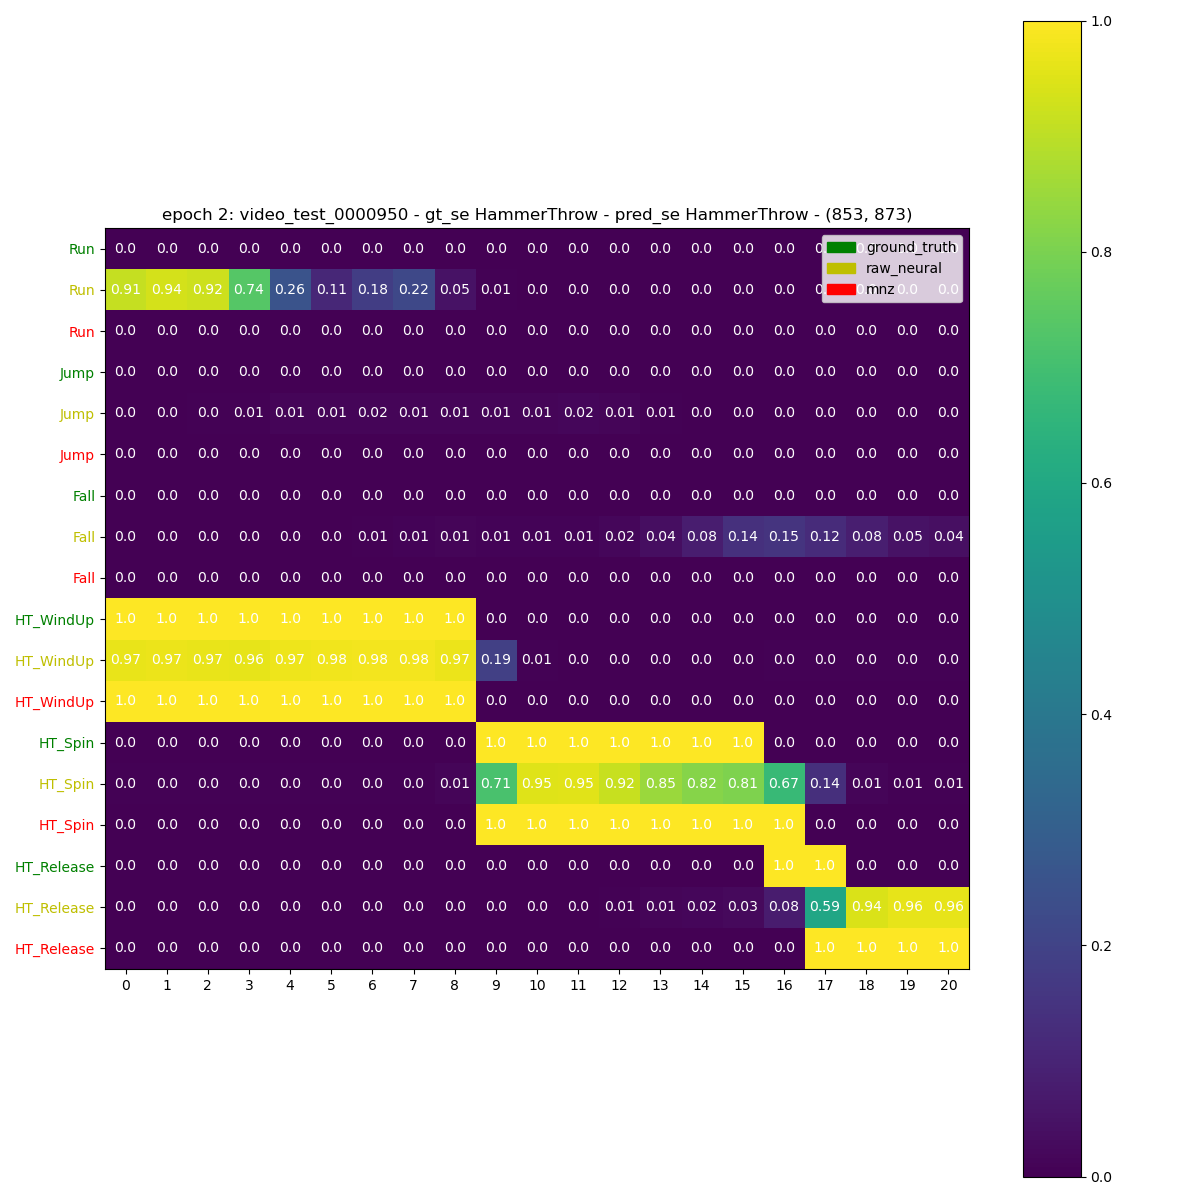 epoch 2: video_test_0000950 - gt_se HammerThrow - pred_se HammerThrow - (853, 873)
ground_truth
raw_neural
mnz
Run 0.0 0.0 0.0 0.0 0.0 0.0 0.0 0.0 0.0 0.0 0.0 0.0 0.0 0.0 0.0 0.0 0.0
Run 0.91 0.94 0.92 0.74 0.26 0.11 0.18 0.22 0.05 0.01 0.0 0.0 0.0 0.0 0.0 0.0 0.0
Run 0.0 0.0 0.0 0.0 0.0 0.0 0.0 0.0 0.0 0.0 0.0 0.0 0.0 0.0 0.0 0.0 0.0 0.0 0.0 0.0 0.0
Jump 0.0 0.0 0.0 0.0 0.0 0.0 0.0 0.0 0.0 0.0 0.0 0.0 0.0 0.0 0.0 0.0 0.0 0.0 0.0 0.0 0.0
Jump 0.0 0.0 0.0 0.01 0.01 0.01 0.02 0.01 0.01 0.01 0.01 0.02 0.01 0.01 0.0 0.0 0.0 0.0 0.0 0.0 0.0
Jump 0.0 0.0 0.0 0.0 0.0 0.0 0.0 0.0 0.0 0.0 0.0 0.0 0.0 0.0 0.0 0.0 0.0 0.0 0.0 0.0 0.0
Fall 0.0 0.0 0.0 0.0 0.0 0.0 0.0 0.0 0.0 0.0 0.0 0.0 0.0 0.0 0.0 0.0 0.0 0.0 0.0 0.0 0.0
Fall 0.0 0.0 0.0 0.0 0.0 0.0 0.01 0.01 0.01 0.01 0.01 0.01 0.02 0.04 0.08 0.14 0.15 0.12 0.08 0.05 0.04
Fall 0.0 0.0 0.0 0.0 0.0 0.0 0.0 0.0 0.0 0.0 0.0 0.0 0.0 0.0 0.0 0.0 0.0 0.0 0.0 0.0 0.0
HT_WindUp 1.0 1.0 1.0 1.0 1.0 1.0 1.0 1.0 1.0 0.0 0.0 0.0 0.0 0.0 0.0 0.0 0.0 0.0 0.0 0.0 0.0
HT_WindUp 0.97 0.97 0.97 0.96 0.97 0.98 0.98 0.98 0.97 0.19 0.01 0.0 0.0 0.0 0.0 0.0 0.0 0.0 0.0 0.0 0.0
HT_WindUp 1.0 1.0 1.0 1.0 1.0 1.0 1.0 1.0 1.0 0.0 0.0 0.0 0.0 0.0 0.0 0.0 0.0 0.0 0.0 0.0 0.0
HT_Spin 0.0 0.0 0.0 0.0 0.0 0.0 0.0 0.0 0.0 1.0 1.0 1.0 1.0 1.0 1.0 1.0 0.0 0.0 0.0 0.0 0.0
HT_Spin 0.0 0.0 0.0 0.0 0.0 0.0 0.0 0.0 0.01 0.71 0.95 0.95 0.92 0.85 0.82 0.81 0.67 0.14 0.01 0.01 0.01
HT_Spin 0.0 0.0 0.0 0.0 0.0 0.0 0.0 0.0 0.0 1.0 1.0 1.0 1.0 1.0 1.0 1.0 1.0 0.0 0.0 0.0 0.0
HT_Release 0.0 0.0 0.0 0.0 0.0 0.0 0.0 0.0 0.0 0.0 0.0 0.0 0.0 0.0 0.0 0.0 1.0 1.0 0.0 0.0 0.0
HT_Release 0.0 0.0 0.0 0.0 0.0 0.0 0.0 0.0 0.0 0.0 0.0 0.0 0.01 0.01 0.02 0.03 0.08 0.59 0.94 0.96 0.96
HT_Release 0.0 0.0 0.0 0.0 0.0 0.0 0.0 0.0 0.0 0.0 0.0 0.0 0.0 0.0 0.0 0.0 0.0 1.0 1.0 1.0 1.0
0 1 2 3 4 5 6 7 8 9 10 11 12 13 14 15 16 17 18 19 20
1.0
0.8
0.6
0.4
0.2
0.0